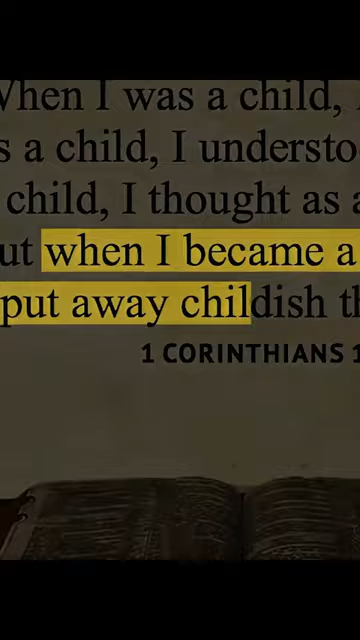 When I was a child,
s a child, I understo
child, I thought as a
ut when I became a
put away childish th
1 CORINTHIANS 1